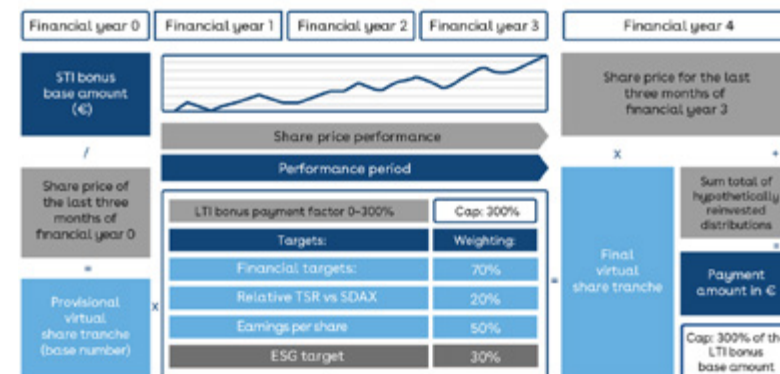 Financial year 0
Financial year 1
Financial year 2
Financial year 3
Financial year 4
STI bonus
base amount
(€)
/
Share price of
the last three
months of
financial year 0
=
Provisional
virtual
share tranche
(base number)
x
Share price performance
Performance period
LTI bonus payment factor 0–300%
Cap: 300%
Targets:
Weighting:
Financial targets:
70%
Relative TSR vs SDAX
20%
Earnings per share
50%
ESG target
30%
=
Share price for the last
three months of
financial year 3
x
Final
virtual
share tranche
+
Sum total of
hypothetically
reinvested
distributions
=
Payment
amount in €
Cap: 300% of
LTI bonus
base amount